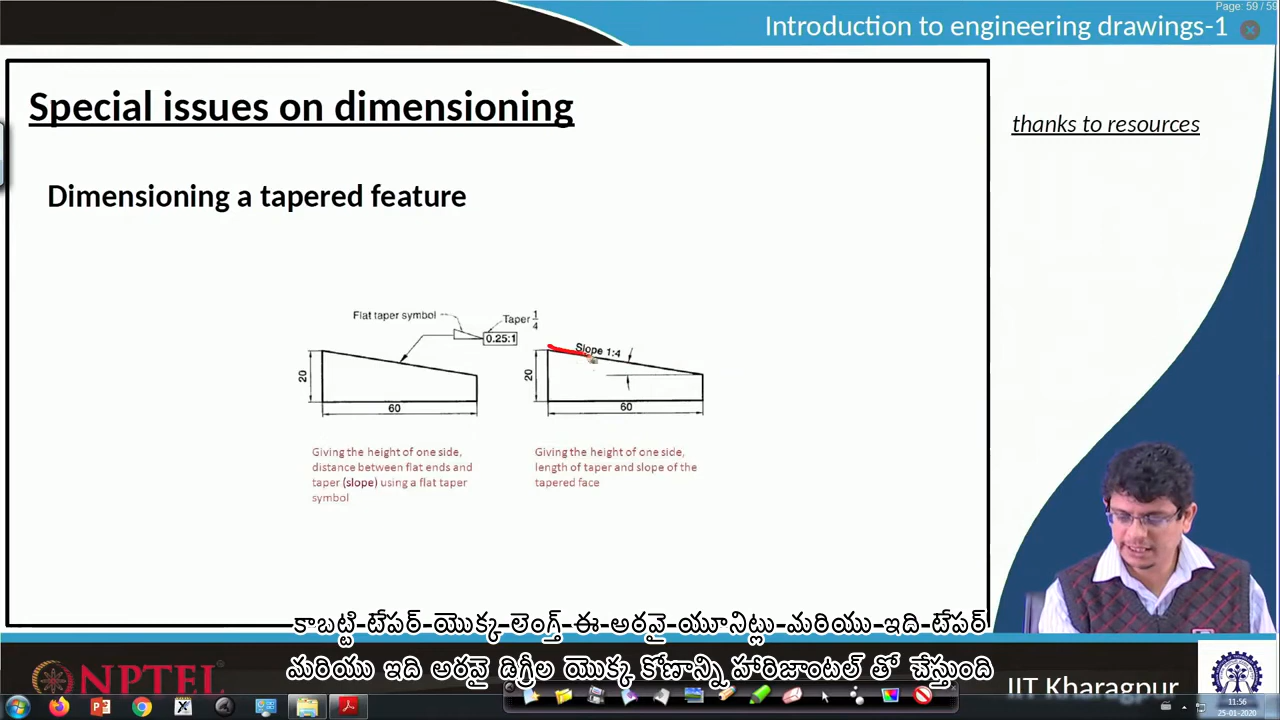 Page: 59 / 59
Introduction to engineering drawings-1
Special issues on dimensioning
thanks to resources
Dimensioning a tapered feature
Flat taper symbol
Taper 1/4
0.25:1
20
60
Slope 1:4
20
60
Giving the height of one side,
distance between flat ends and
taper (slope) using a flat taper
symbol
Giving the height of one side,
length of taper and slope of the
tapered face
కాబట్టి-టేపర్-యొక్క-లెంగ్త్-ఈ-అరవై-యూనిట్లు-మరియు-ఇది-టేపర్
మరియు ఇది అరవై డిగ్రీల యొక్క కోణాన్ని హారిజాంటల్ తో చేస్తుంది
NPTEL
IIT Kharagpur
11:56
25-01-2020